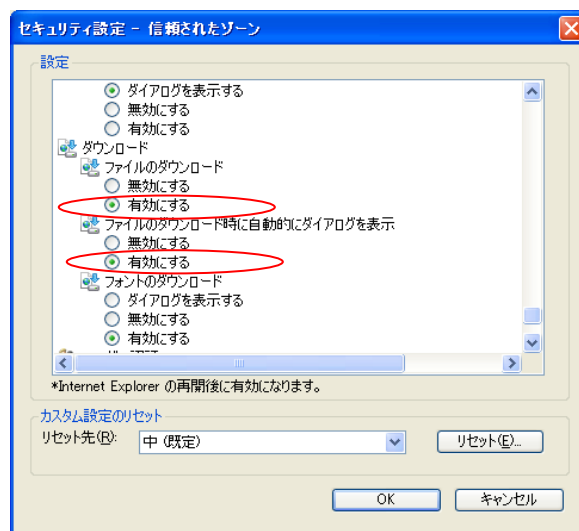 セキュリティ設定 - 信頼されたゾーン
設定
ダイアログを表示する
無効にする
有効にする
ダウンロード
ファイルのダウンロード
無効にする
有効にする
ファイルのダウンロード時に自動的にダイアログを表示
無効にする
有効にする
フォントのダウンロード
ダイアログを表示する
無効にする
有効にする
*Internet Explorer の再開後に有効になります。
カスタム設定のリセット
リセット先(R):
中 (既定)
リセット(E)...
OK
キャンセル